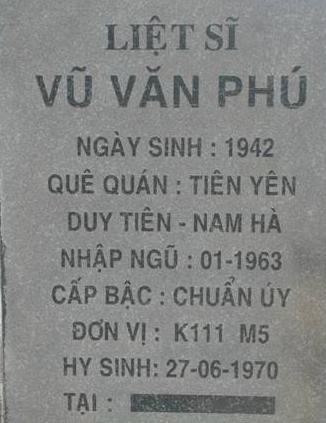 LIỆT SĨ
VŨ VĂN PHÚ
NGÀY SINH : 1942
QUÊ QUÁN : TIÊN YÊN
DUY TIÊN - NAM HÀ
NHẬP NGŨ : 01-1963
CẤP BẬC : CHUẨN ÚY
ĐƠN VỊ : K111 M5
HY SINH: 27-06-1970
TẠI :